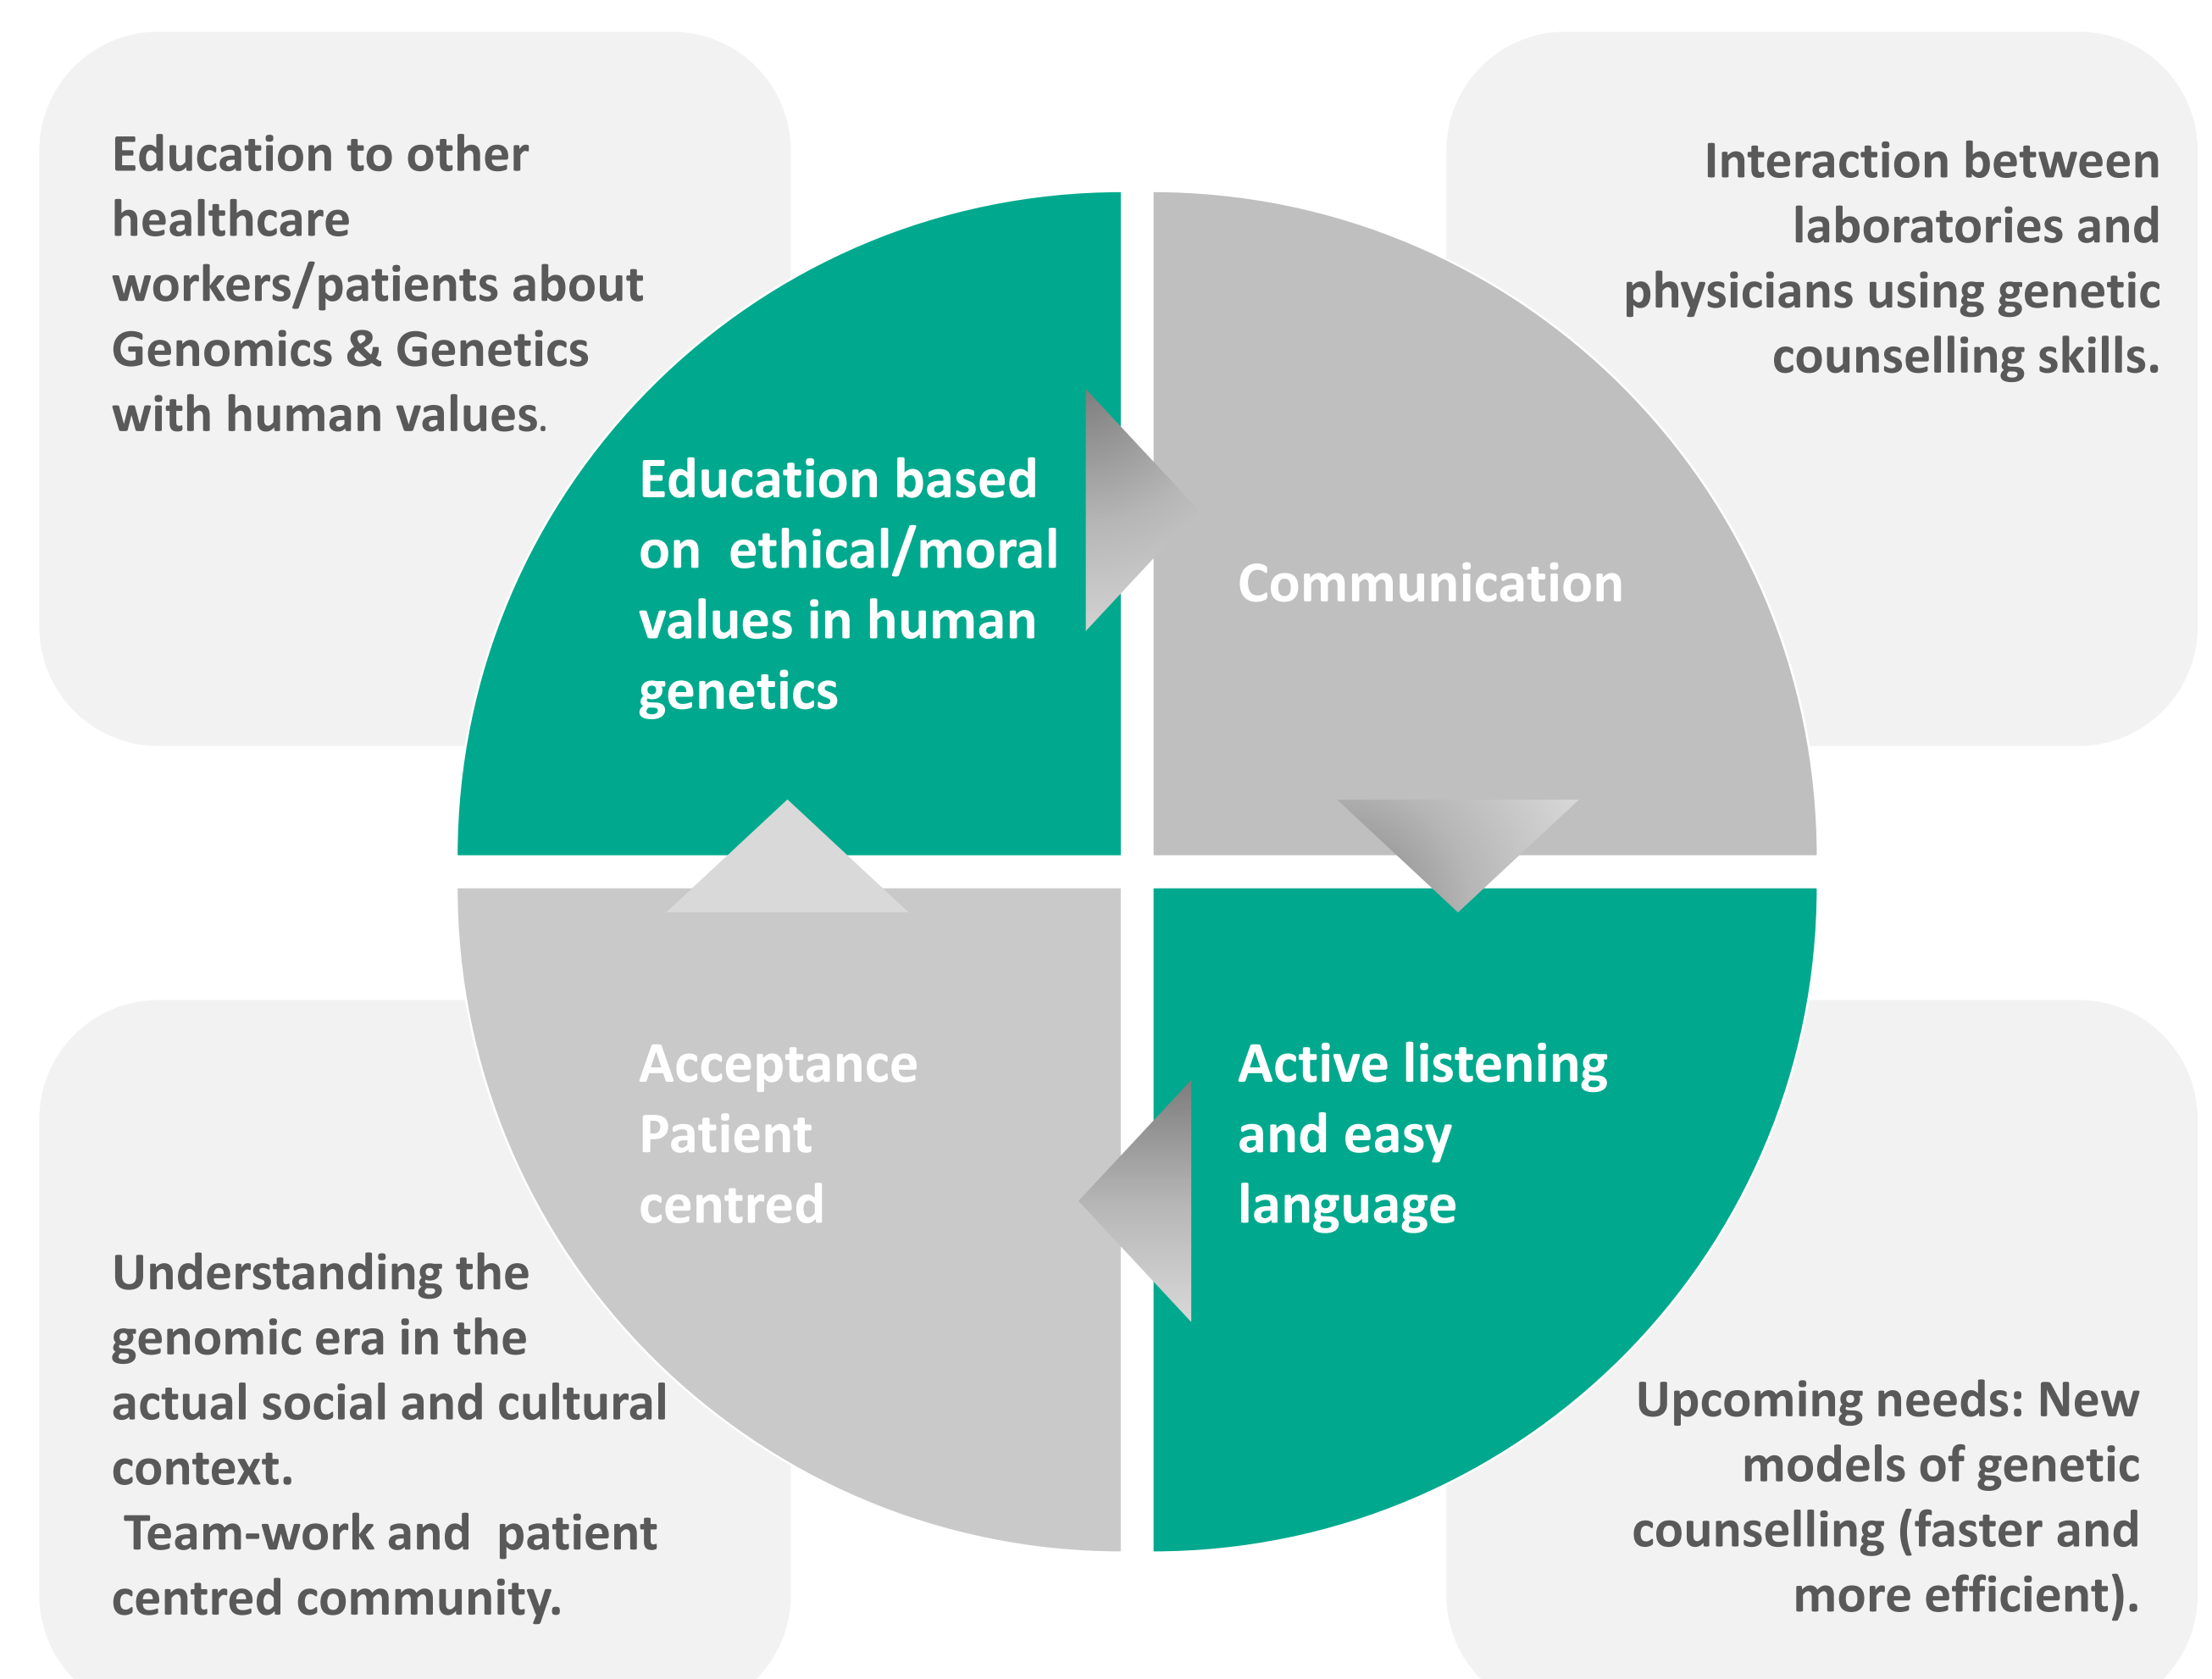 Education to other
healthcare
workers/patients about
Genomics & Genetics
with human values.
Interaction between
laboratories and
physicians using genetic
counselling skills.
Education based
on  ethical/moral
values in human
genetics
Communication
Acceptance
Patient
centred
Active listening
and easy
language
Understanding the
genomic era in the
actual social and cultural
context.
Team-work and  patient
centred community.
Upcoming needs: New
models of genetic
counselling (faster and
more efficient).